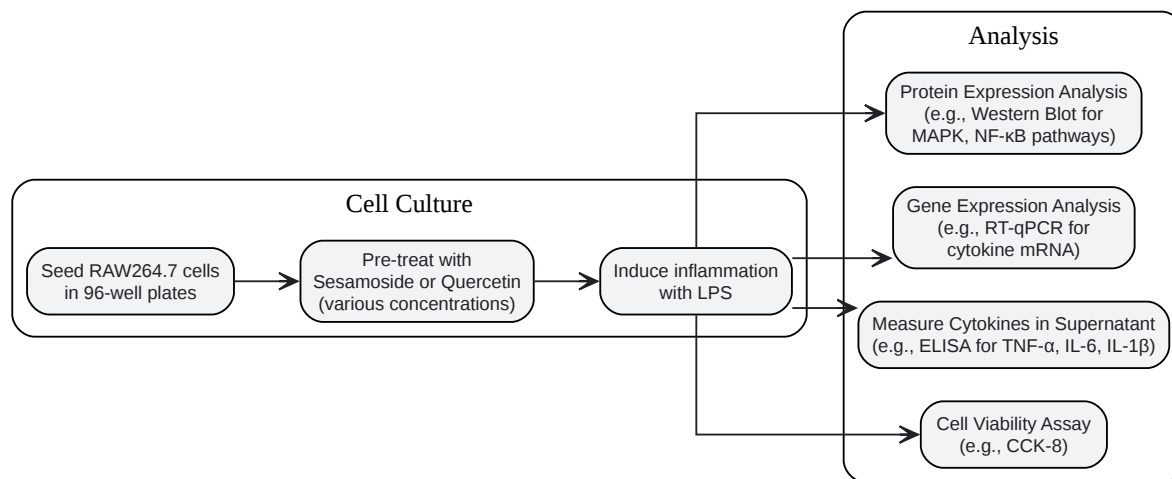 Cell Culture
Seed RAW264.7 cells
in 96-well plates
Pre-treat with
Sesamoside or Quercetin
(various concentrations)
Induce inflammation
with LPS
Analysis
Protein Expression Analysis
(e.g., Western Blot for
MAPK, NF-κB pathways)
Gene Expression Analysis
(e.g., RT-qPCR for
cytokine mRNA)
Measure Cytokines in Supernatant
(e.g., ELISA for TNF-α, IL-6, IL-1β)
Cell Viability Assay
(e.g., CCK-8)